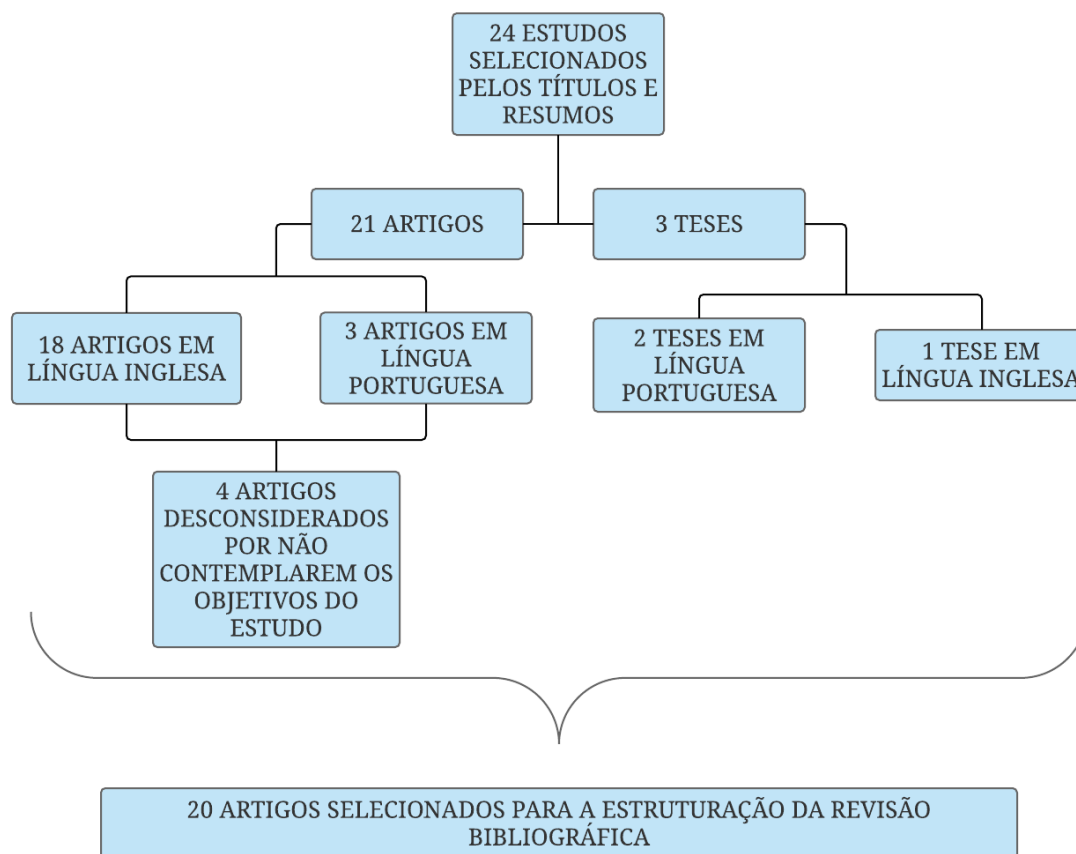 24 ESTUDOS
SELECIONADOS
PELOS TÍTULOS E
RESUMOS
21 ARTIGOS
3 TESES
18 ARTIGOS EM
LÍNGUA INGLESA
3 ARTIGOS EM
LÍNGUA
PORTUGUESA
2 TESES EM
LÍNGUA
PORTUGUESA
1 TESE EM
LÍNGUA INGLESA
4 ARTIGOS
DESCONSIDERADOS
POR NÃO
CONTEMPLAREM OS
OBJETIVOS DO
ESTUDO
20 ARTIGOS SELECIONADOS PARA A ESTRUTURAÇÃO DA REVISÃO
BIBLIOGRÁFICA